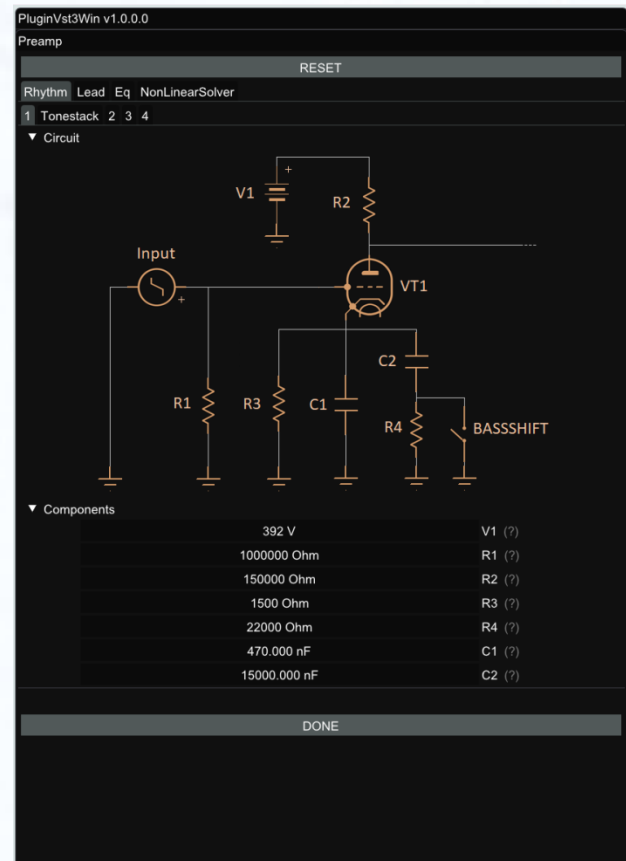 PluginVst3Win v1.0.0.0
Preamp
RESET
Rhythm Lead Eq NonLinearSolver
1 Tonestack 2 3 4
▼ Circuit
+
V1
R2
Input
VT1
+
C2
R1
R3
C1
R4
BASSSHIFT
▼ Components
392 V V1 (?)
1000000 Ohm R1 (?)
150000 Ohm R2 (?)
1500 Ohm R3 (?)
22000 Ohm R4 (?)
470.000 nF C1 (?)
15000.000 nF C2 (?)
DONE